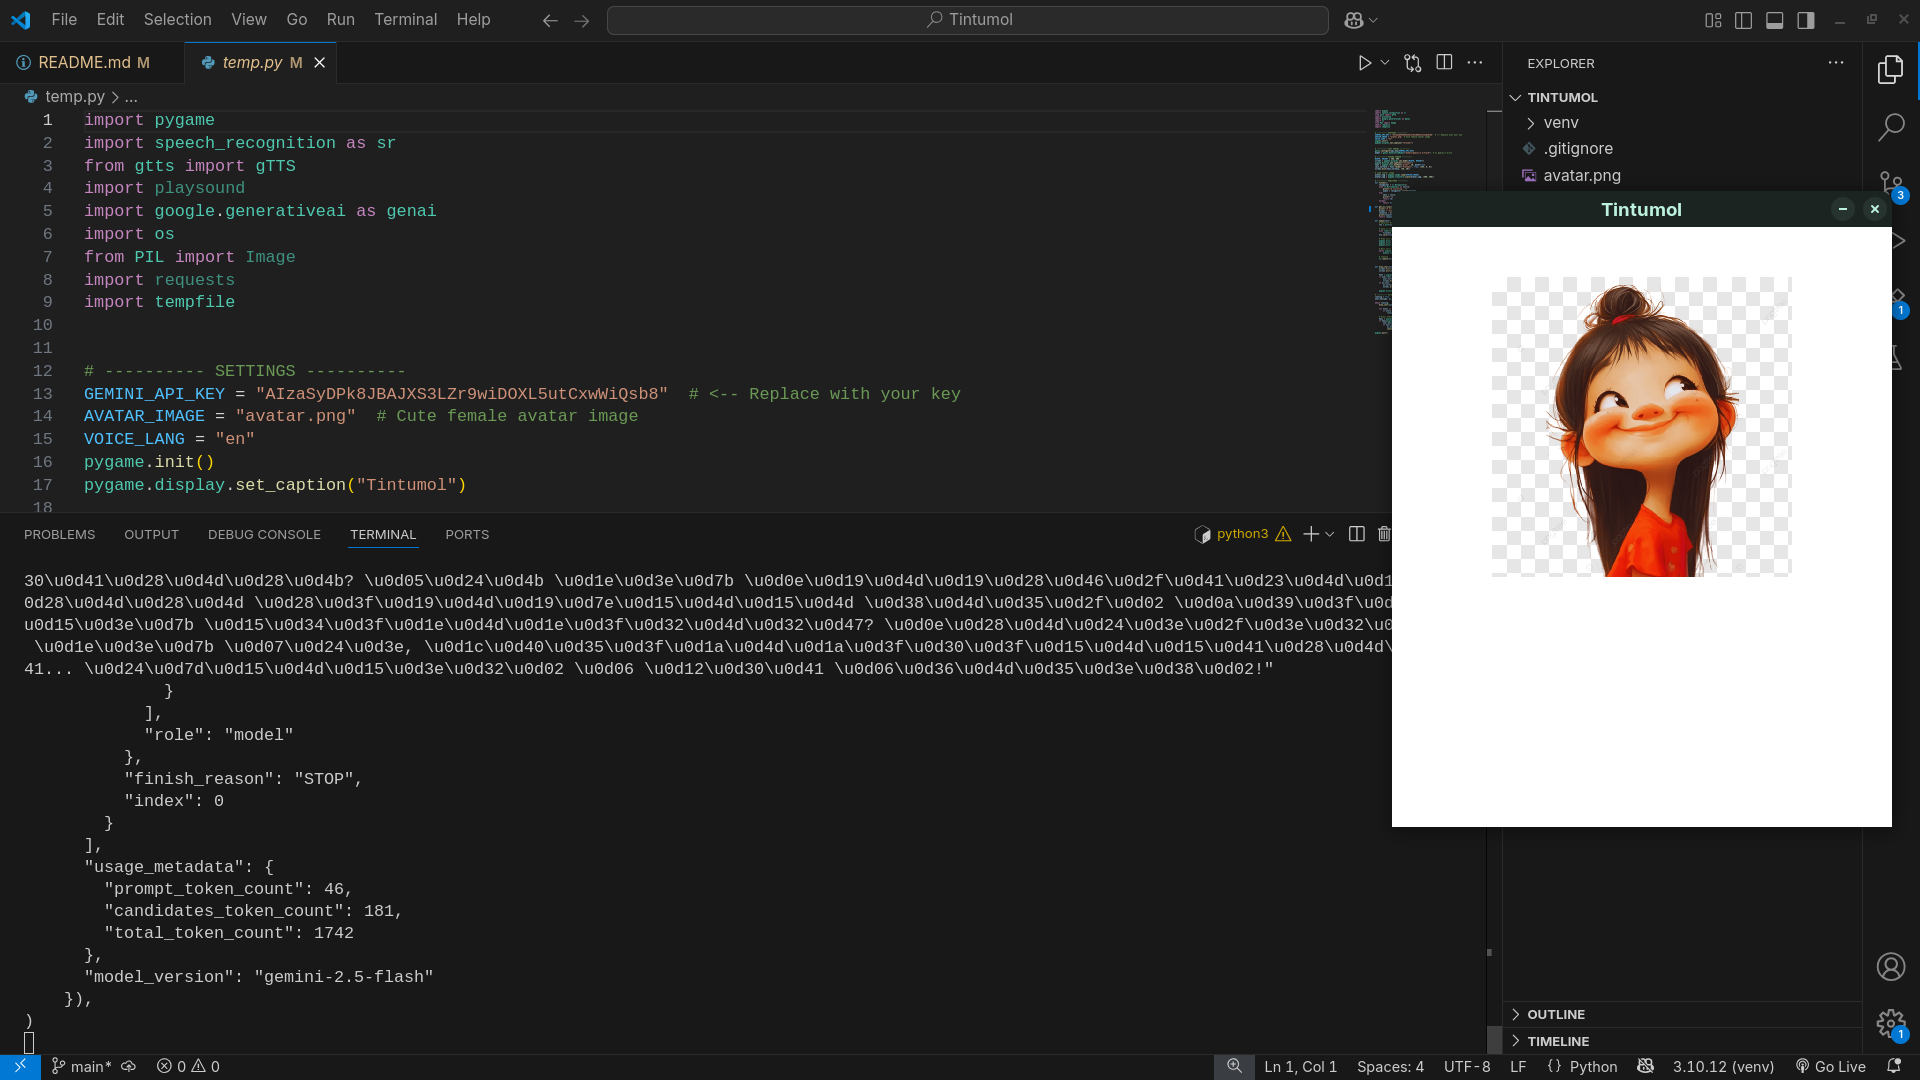 File Edit Selection View Go Run Terminal Help
Tintumol
README.md M
temp.py M
temp.py > ...
1 import pygame
2 import speech_recognition as sr
3 from gtts import gTTS
4 import playsound
5 import google.generativeai as genai
6 import os
7 from PIL import Image
8 import requests
9 import tempfile
10
11
12 # ---------- SETTINGS ----------
13 GEMINI_API_KEY = "AIzaSyDPk8JBAJXS3LZr9wiDOXL5utCxwWiQsb8"  # <-- Replace with your key
14 AVATAR_IMAGE = "avatar.png"  # Cute female avatar image
15 VOICE_LANG = "en"
16 pygame.init()
17 pygame.display.set_caption("Tintumol")
18
PROBLEMS OUTPUT DEBUG CONSOLE TERMINAL PORTS
python3
30\u0d41\u0d28\u0d4d\u0d28\u0d4b? \u0d05\u0d24\u0d4b \u0d1e\u0d3e\u0d7b \u0d0e\u0d19\u0d4d\u0d19\u0d28\u0d46\u0d2f\u0d41\u0d23\u0d4d\u0d1
0d28\u0d4d\u0d28\u0d4d \u0d28\u0d3f\u0d19\u0d4d\u0d19\u0d7e\u0d15\u0d4d\u0d15\u0d4d \u0d38\u0d4d\u0d35\u0d2f\u0d02 \u0d0a\u0d39\u0d3f\u0d
u0d15\u0d3e\u0d7b \u0d15\u0d34\u0d3f\u0d1e\u0d4d\u0d1e\u0d3f\u0d32\u0d4d\u0d32\u0d47? \u0d0e\u0d28\u0d4d\u0d24\u0d3e\u0d2f\u0d3e\u0d32\u0
\u0d1e\u0d3e\u0d7b \u0d07\u0d24\u0d3e, \u0d1c\u0d40\u0d35\u0d3f\u0d1a\u0d4d\u0d1a\u0d3f\u0d30\u0d3f\u0d15\u0d4d\u0d15\u0d41\u0d28\u0d4d\
41... \u0d24\u0d7d\u0d15\u0d4d\u0d15\u0d3e\u0d32\u0d02 \u0d06 \u0d12\u0d30\u0d41 \u0d06\u0d36\u0d4d\u0d35\u0d3e\u0d38\u0d02!"
}
],
"role": "model"
},
"finish_reason": "STOP",
"index": 0
}
],
"usage_metadata": {
"prompt_token_count": 46,
"candidates_token_count": 181,
"total_token_count": 1742
},
"model_version": "gemini-2.5-flash"
}),
)
EXPLORER
TINTUMOL
venv
.gitignore
avatar.png
3
1
Tintumol
OUTLINE
TIMELINE
1
main* 0 0
Ln 1, Col 1 Spaces: 4 UTF-8 LF Python 3.10.12 (venv) Go Live